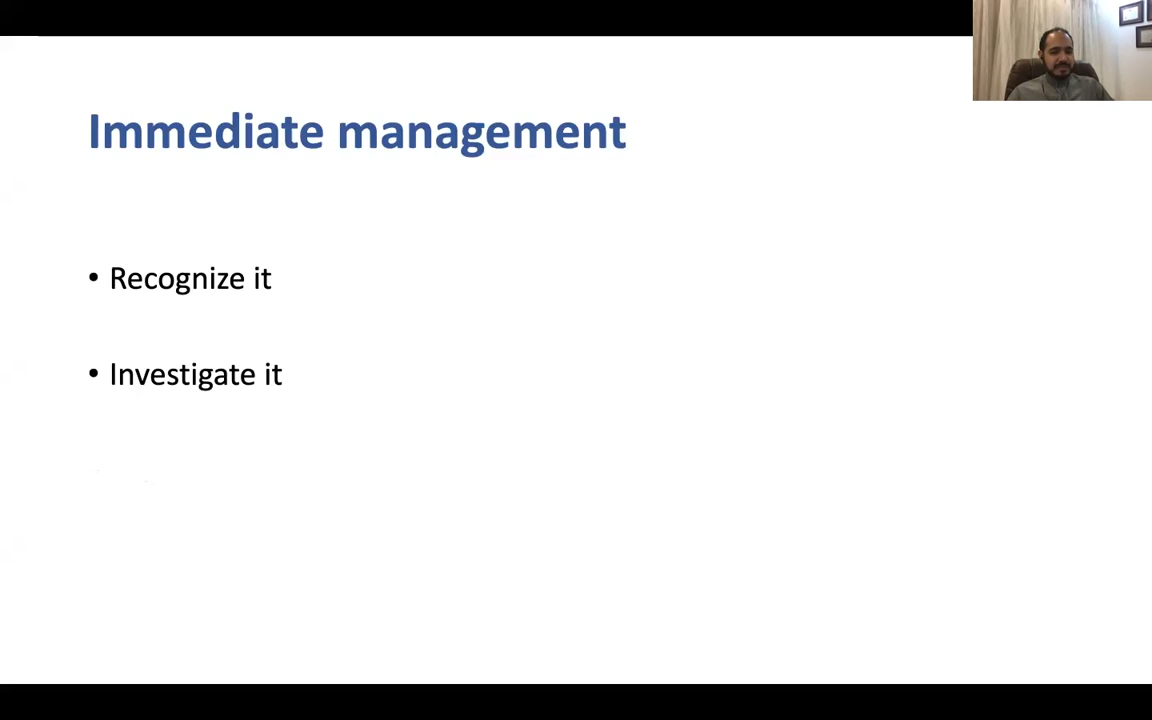 Immediate management
• Recognize it
• Investigate it